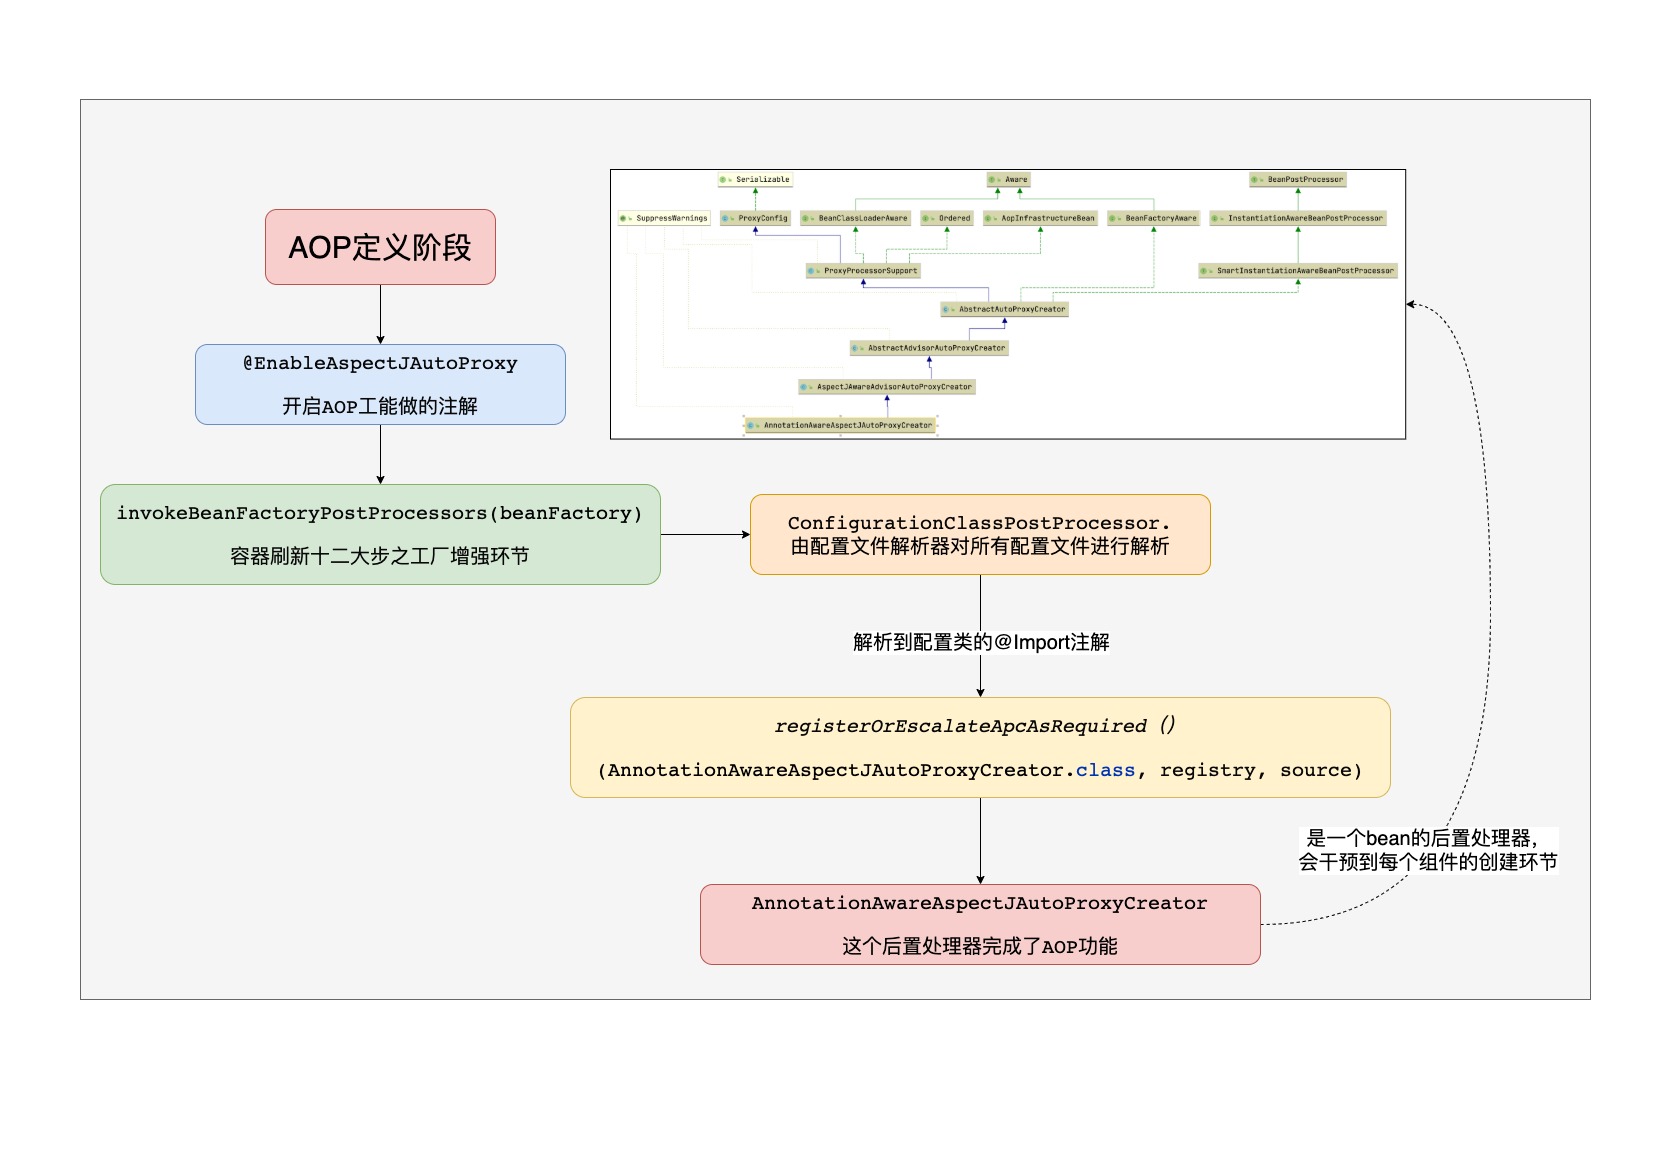 AOP定义阶段
@EnableAspectJAutoProxy
开启AOP工能做的注解
invokeBeanFactoryPostProcessors(beanFactory)
容器刷新十二大步之工厂增强环节
Serializable
Aware
BeanPostProcessor
SuppressWarnings
ProxyConfig
BeanClassLoaderAware
Ordered
AopInfrastructureBean
BeanFactoryAware
InstantiationAwareBeanPostProcessor
ProxyProcessorSupport
SmartInstantiationAwareBeanPostProcessor
AbstractAutoProxyCreator
AbstractAdvisorAutoProxyCreator
AspectJAwareAdvisorAutoProxyCreator
AnnotationAwareAspectJAutoProxyCreator
ConfigurationClassPostProcessor.
由配置文件解析器对所有配置文件进行解析
解析到配置类的@Import注解
registerOrEscalateApcAsRequired（）
(AnnotationAwareAspectJAutoProxyCreator.class, registry, source)
是一个bean的后置处理器，
会干预到每个组件的创建环节
AnnotationAwareAspectJAutoProxyCreator
这个后置处理器完成了AOP功能